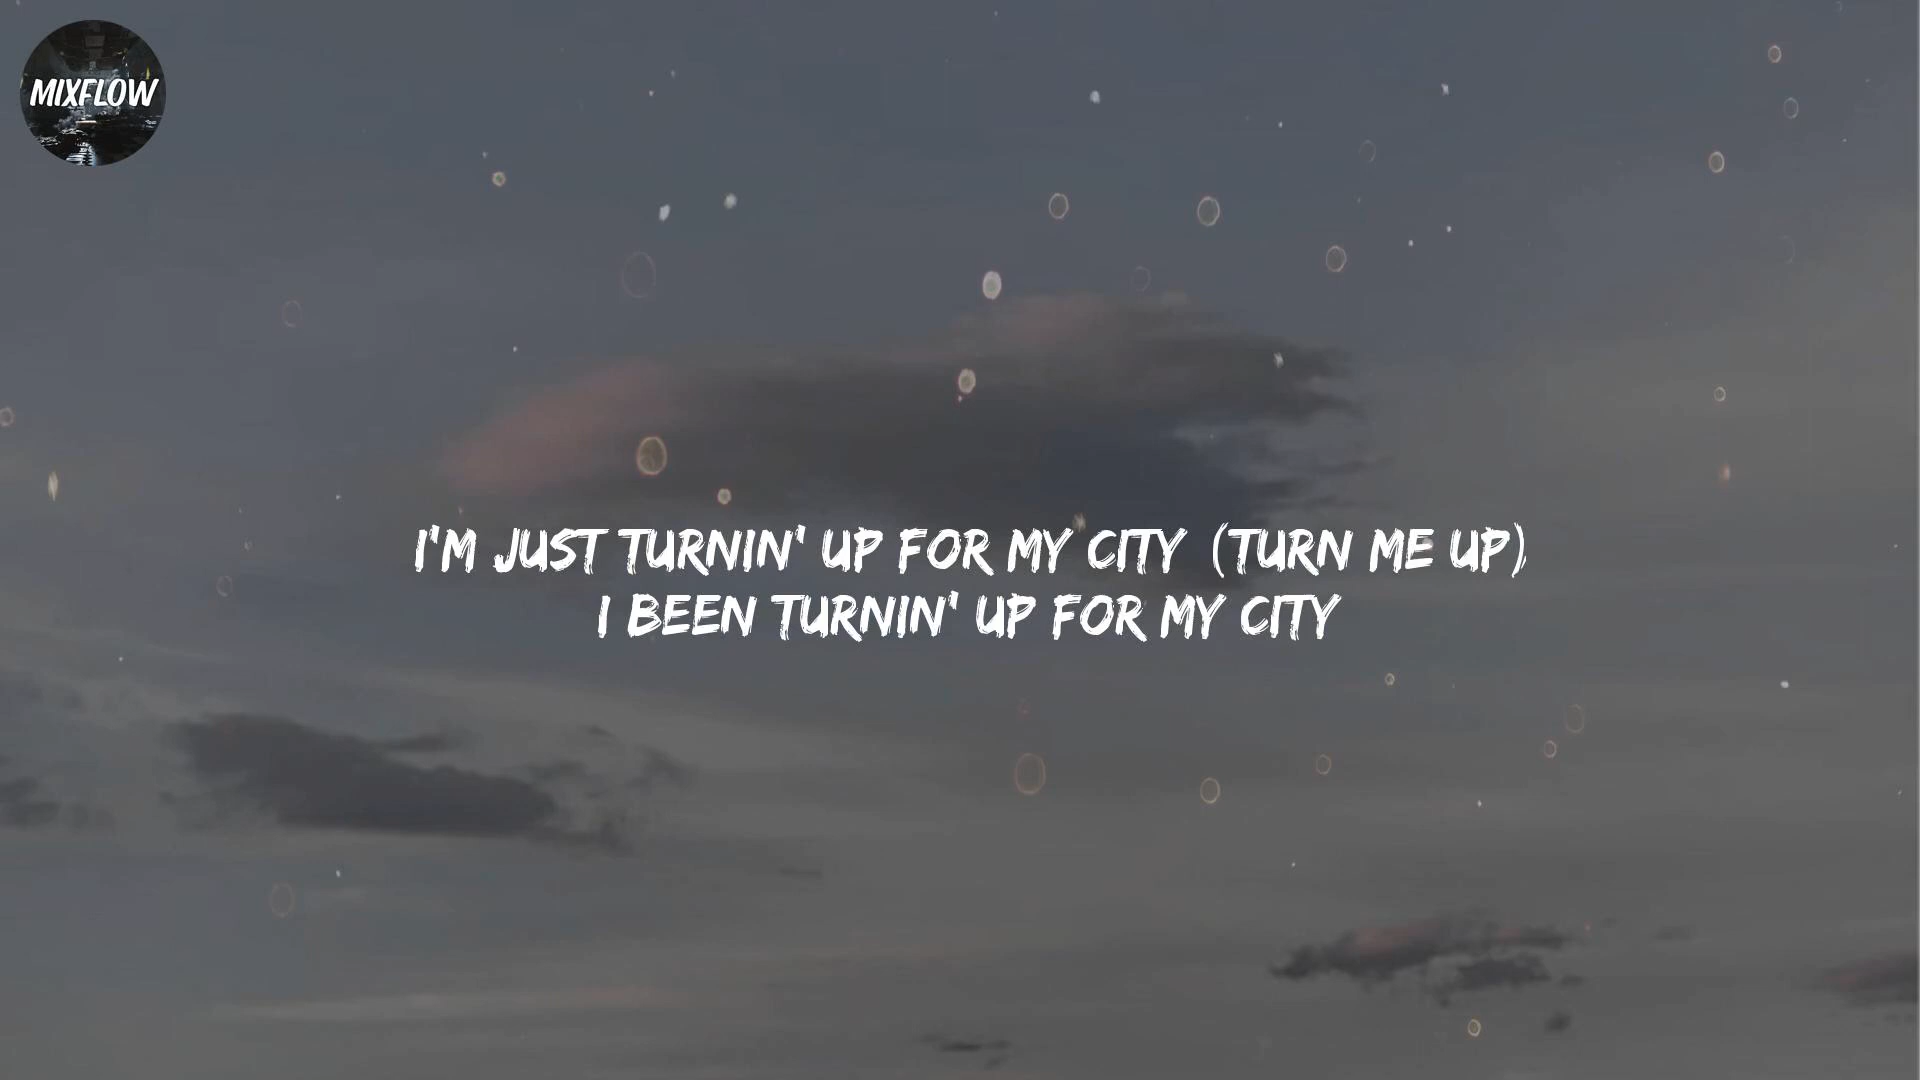 MIXFLOW
I'M JUST TURNIN' UP FOR MY CITY (TURN ME UP)
I BEEN TURNIN' UP FOR MY CITY